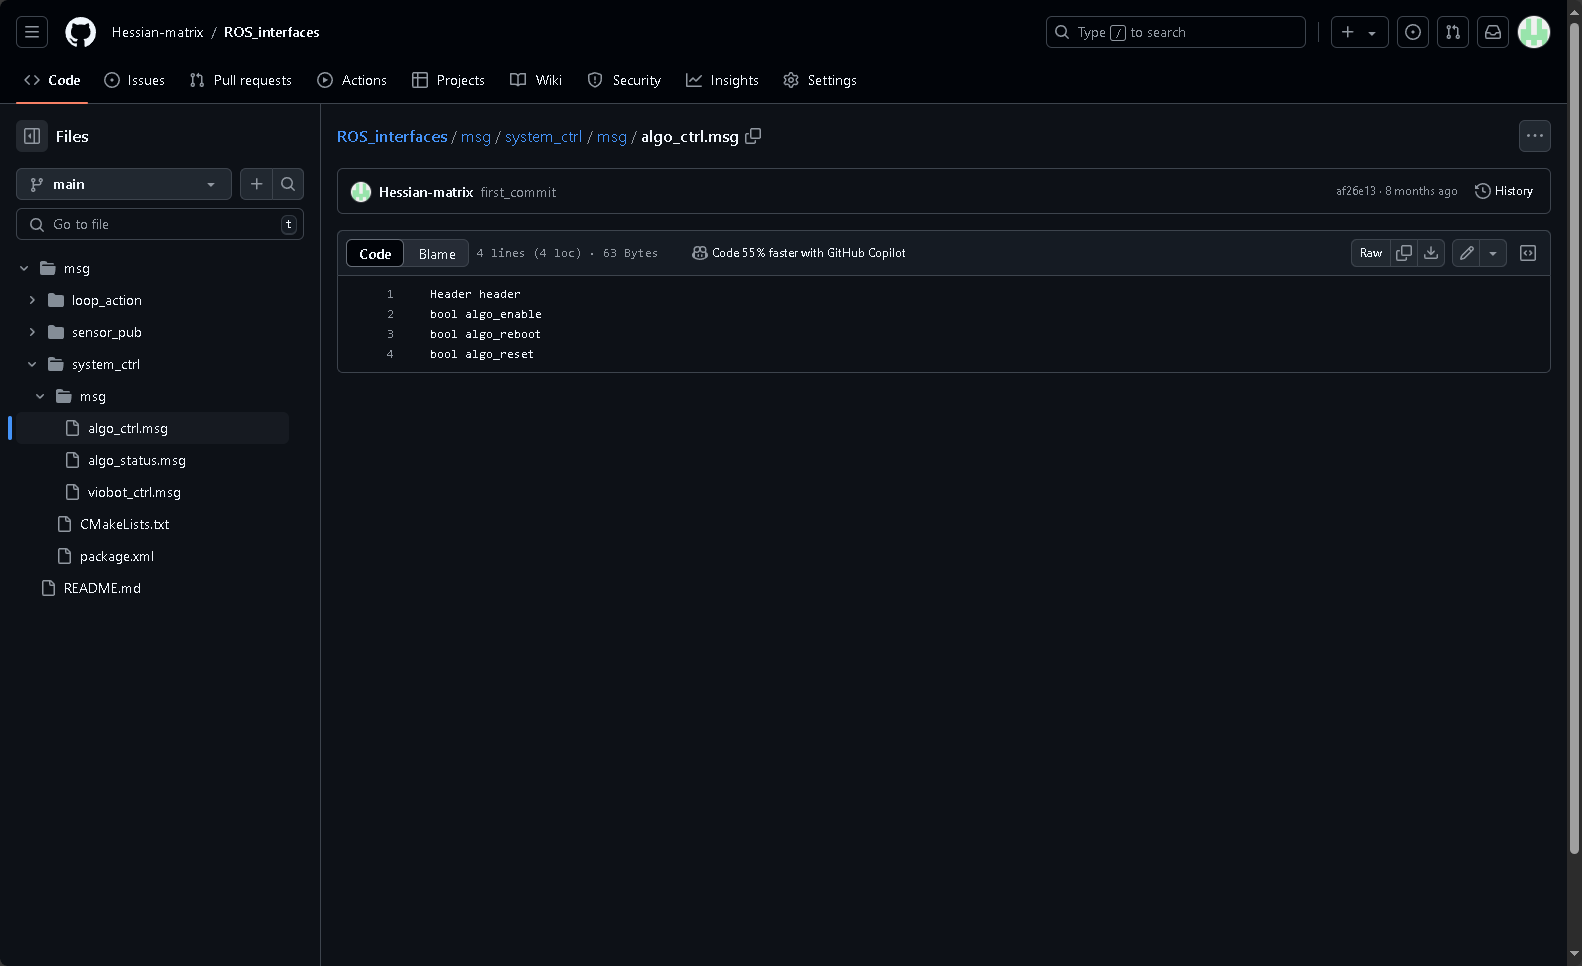 Hessian-matrix / ROS_interfaces
Type / to search
Code
Issues
Pull requests
Actions
Projects
Wiki
Security
Insights
Settings
Files
main
Go to file
t
msg
loop_action
sensor_pub
system_ctrl
msg
algo_ctrl.msg
algo_status.msg
viobot_ctrl.msg
CMakeLists.txt
package.xml
README.md
ROS_interfaces / msg / system_ctrl / msg / algo_ctrl.msg
Hessian-matrix first_commit
af26e13 · 8 months ago
History
Code
Blame
4 lines (4 loc) · 63 Bytes
Code 55% faster with GitHub Copilot
Raw
1 Header header
2 bool algo_enable
3 bool algo_reboot
4 bool algo_reset